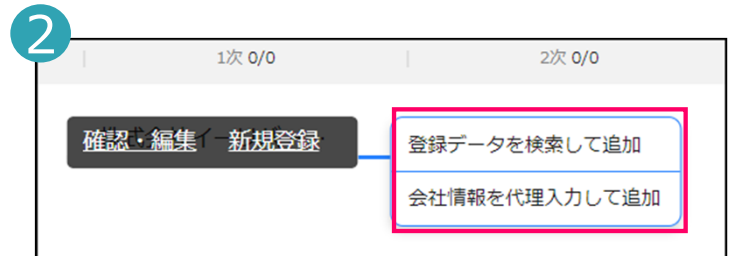 2
1次 0/0
2次 0/0
確認・編集 新規登録
登録データを検索して追加
会社情報を代理入力して追加